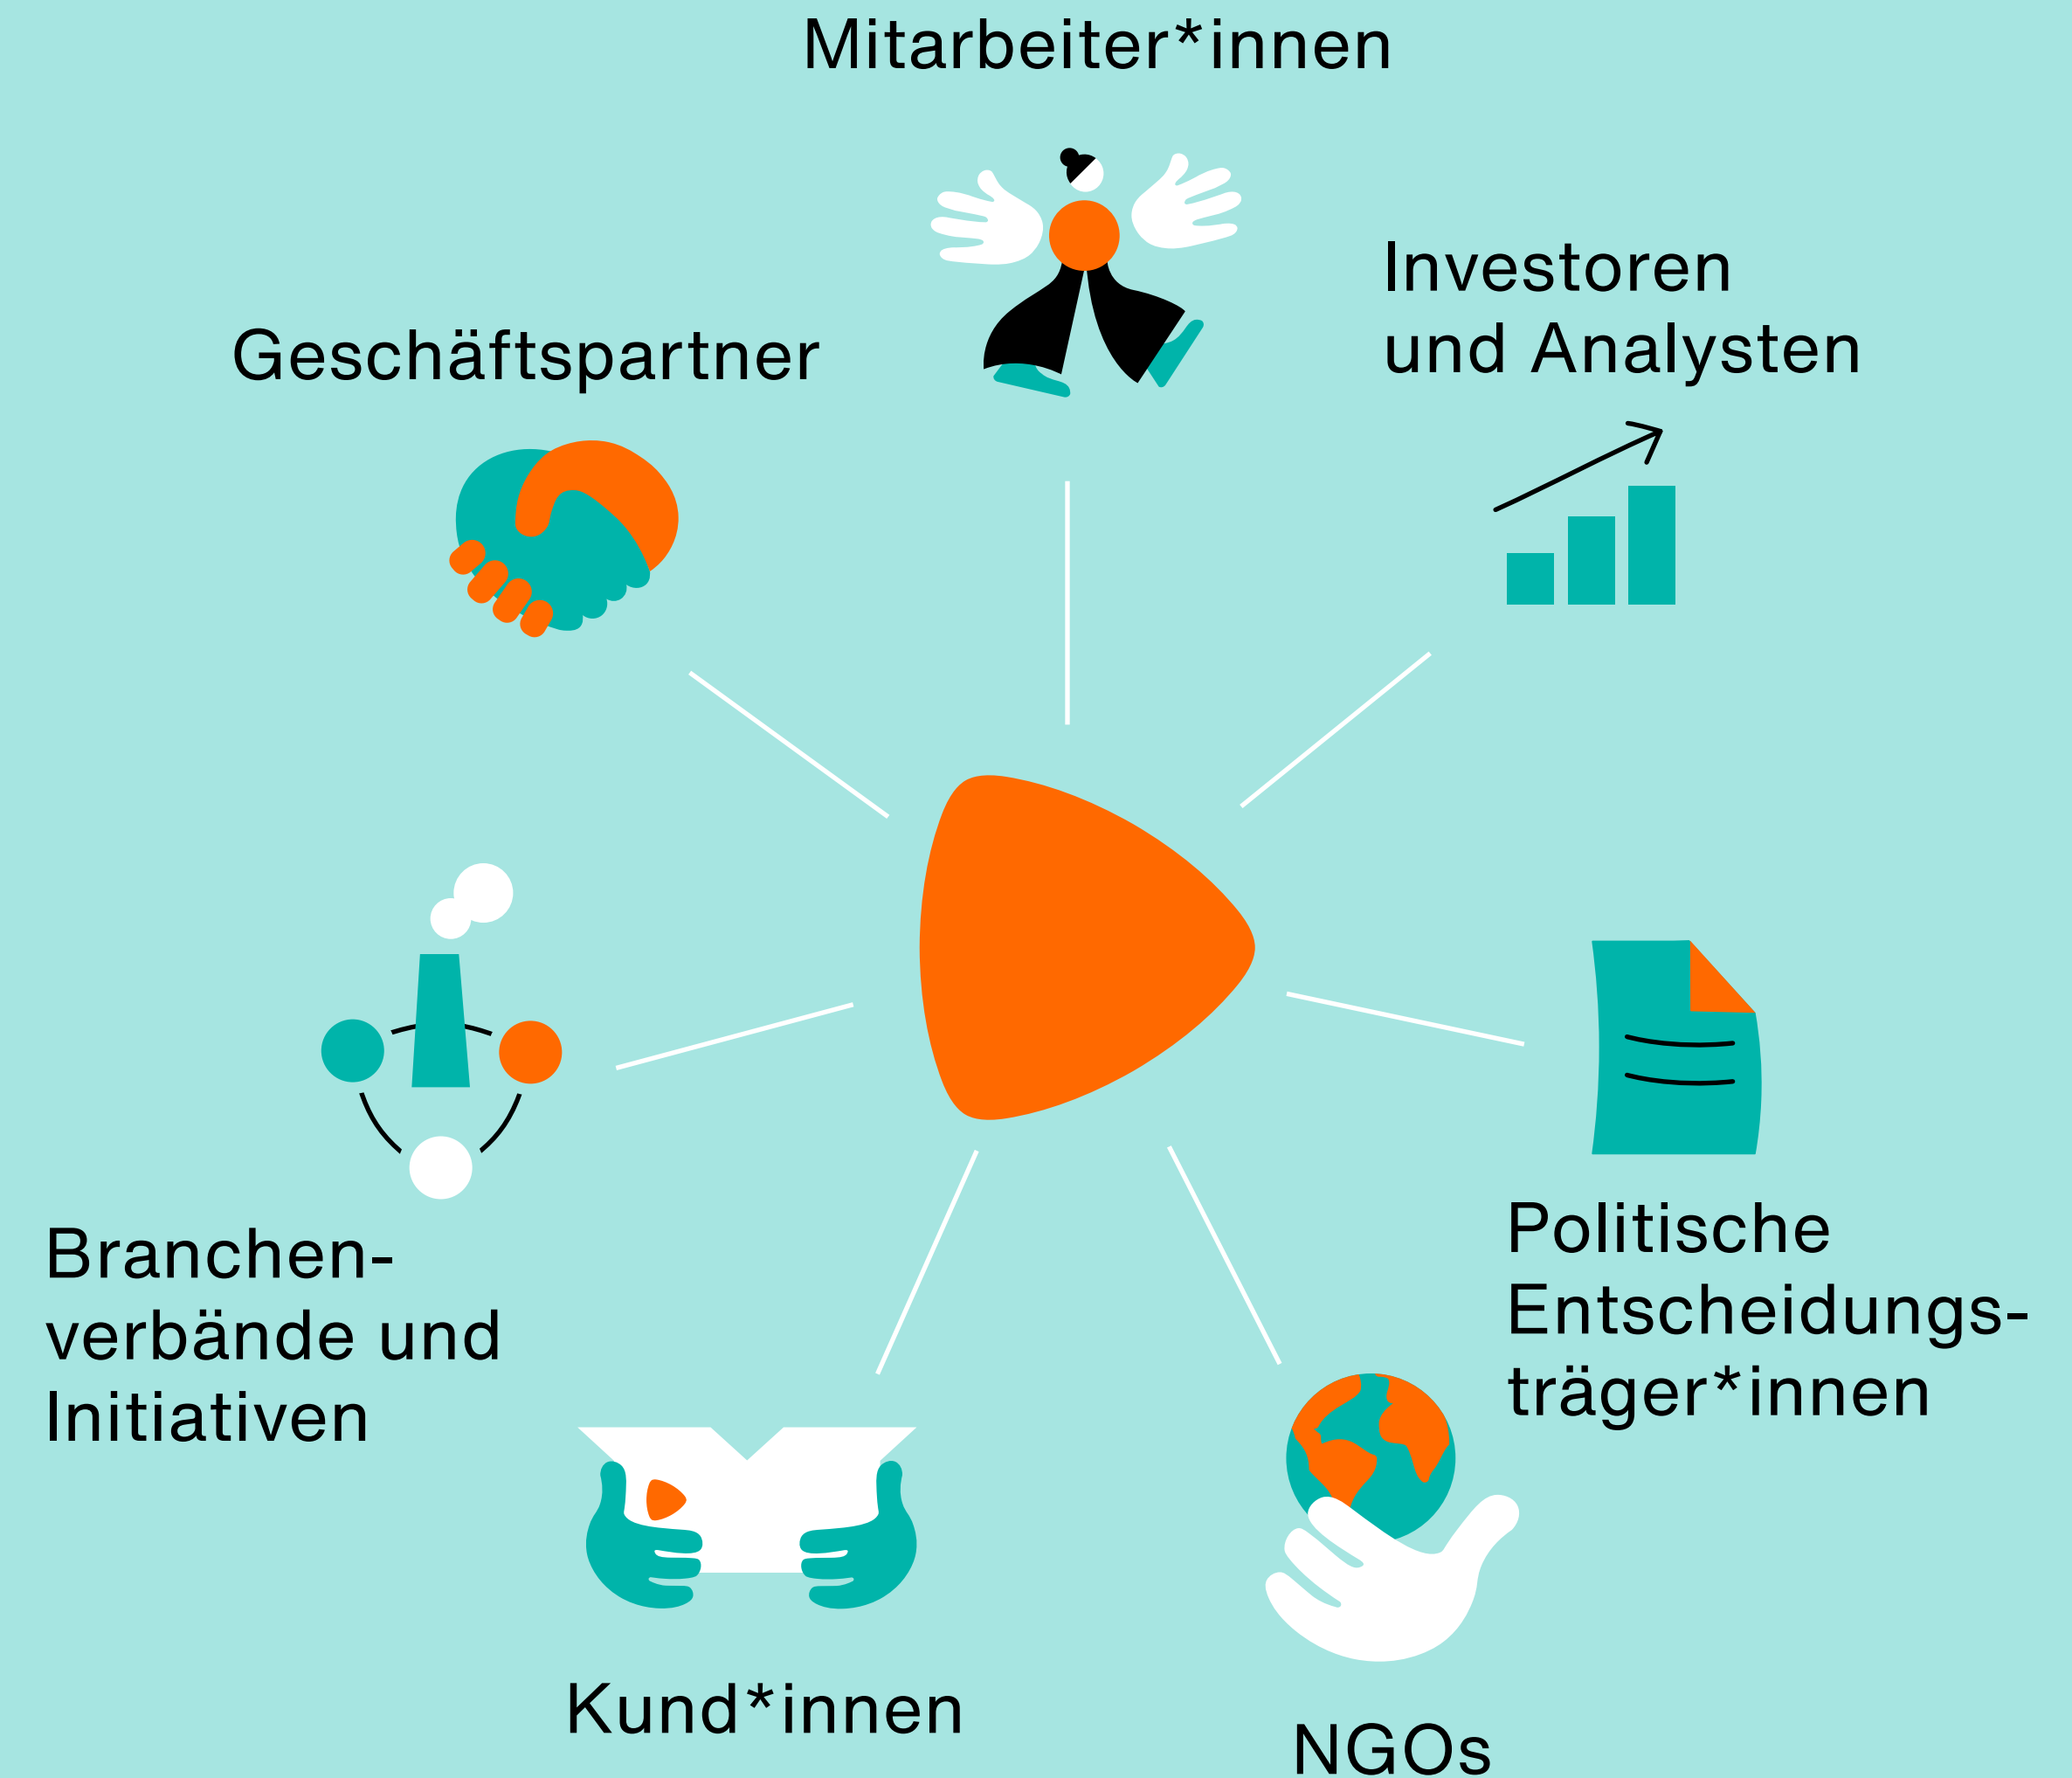 Mitarbeiter*innen
Investoren
und Analysten
Geschäftspartner
Branchen-
verbände und
Initiativen
Politische
Entscheidungs-
träger*innen
Kund*innen
NGOs